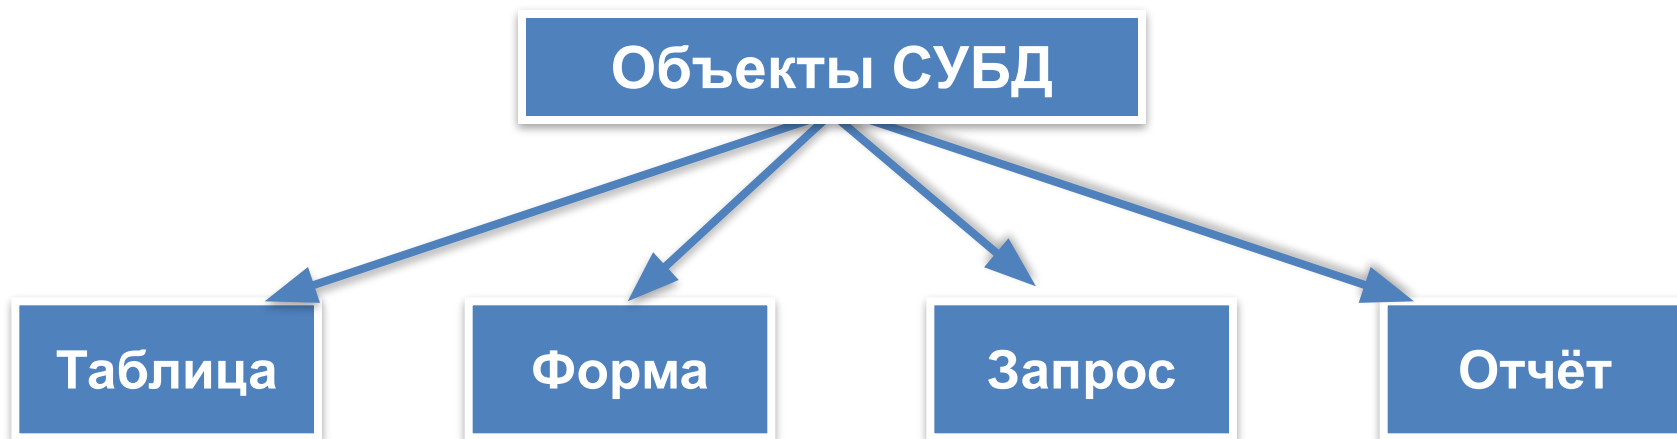 Объекты СУБД
Таблица
Форма
Запрос
Отчёт